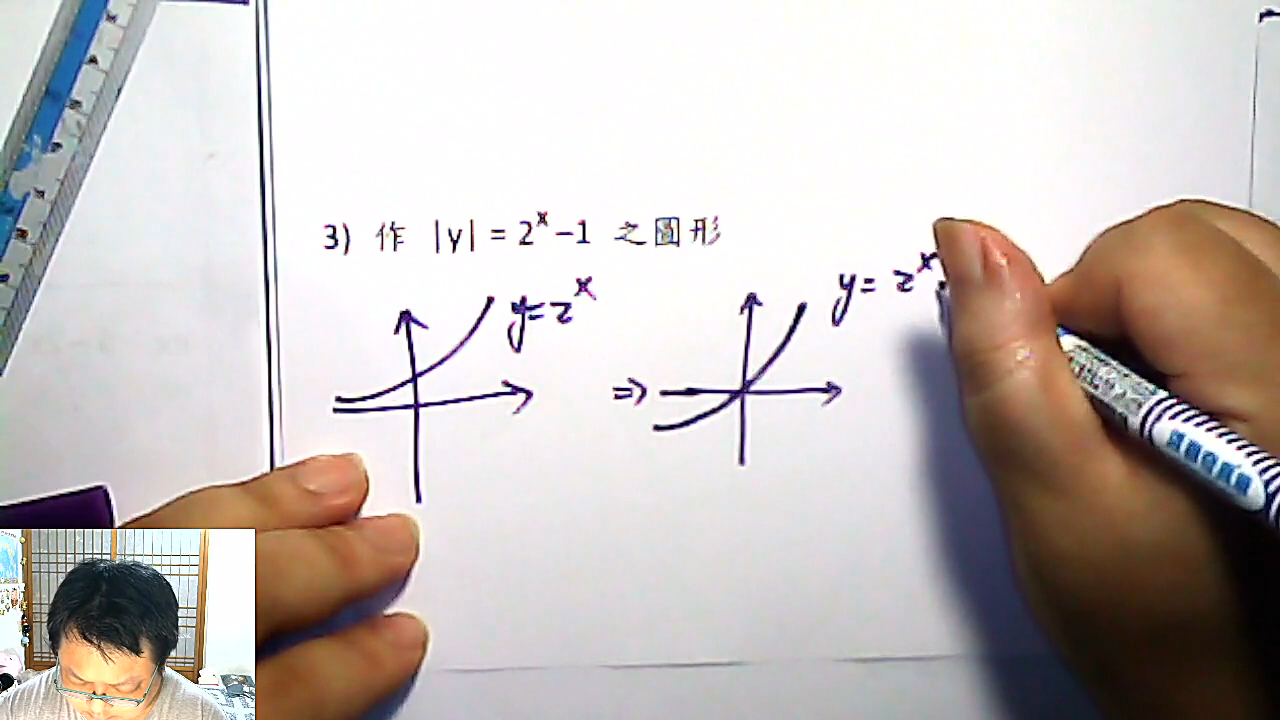 3) 作 |y| = 2^x - 1 之圖形
y = 2^x
⇒
y = 2^x